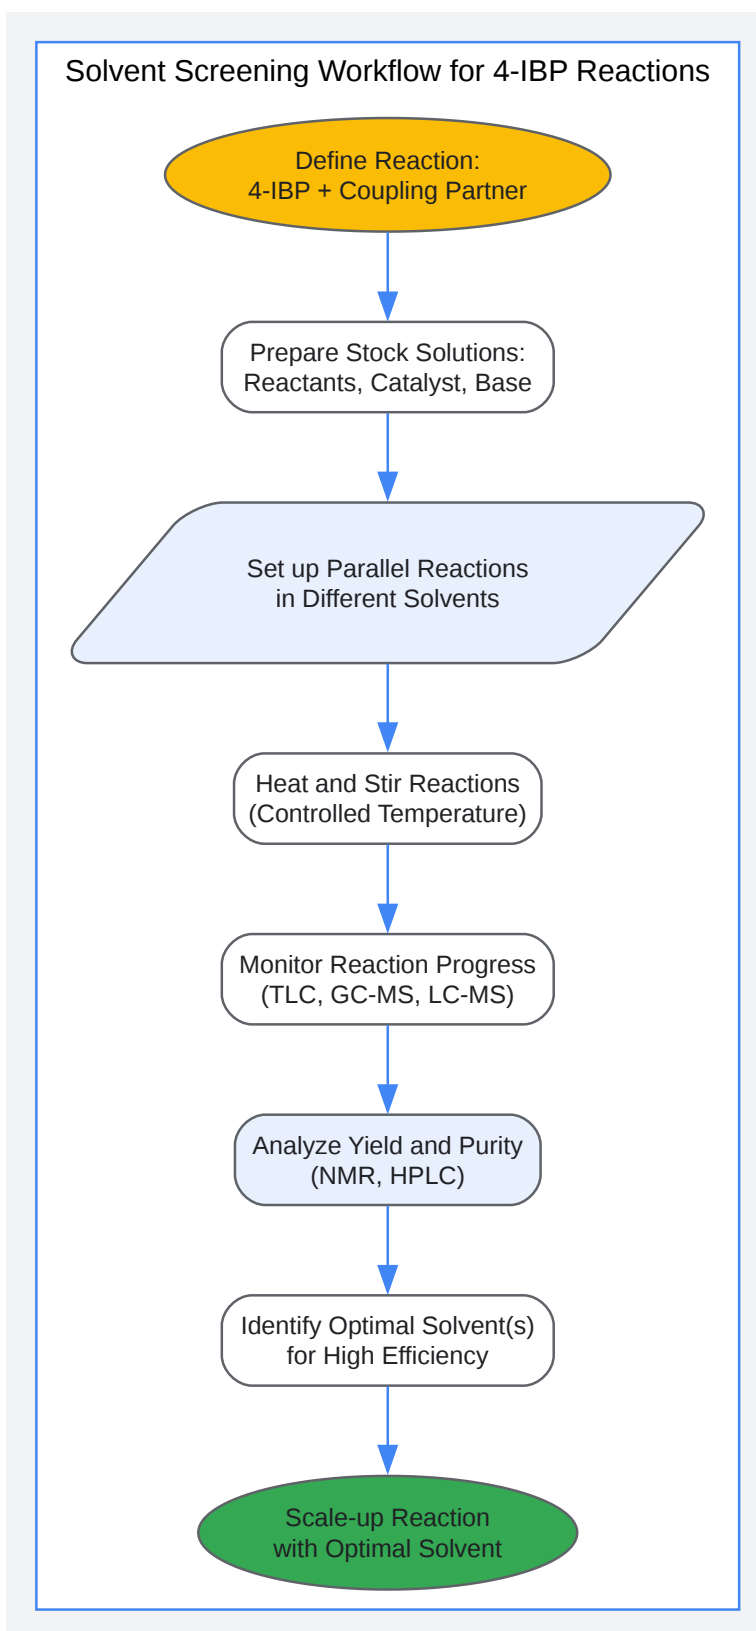 Solvent Screening Workflow for 4-IBP Reactions
Define Reaction:
4-IBP + Coupling Partner
Prepare Stock Solutions:
Reactants, Catalyst, Base
Set up Parallel Reactions
in Different Solvents
Heat and Stir Reactions
(Controlled Temperature)
Monitor Reaction Progress
(TLC, GC-MS, LC-MS)
Analyze Yield and Purity
(NMR, HPLC)
Identify Optimal Solvent(s)
for High Efficiency
Scale-up Reaction
with Optimal Solvent